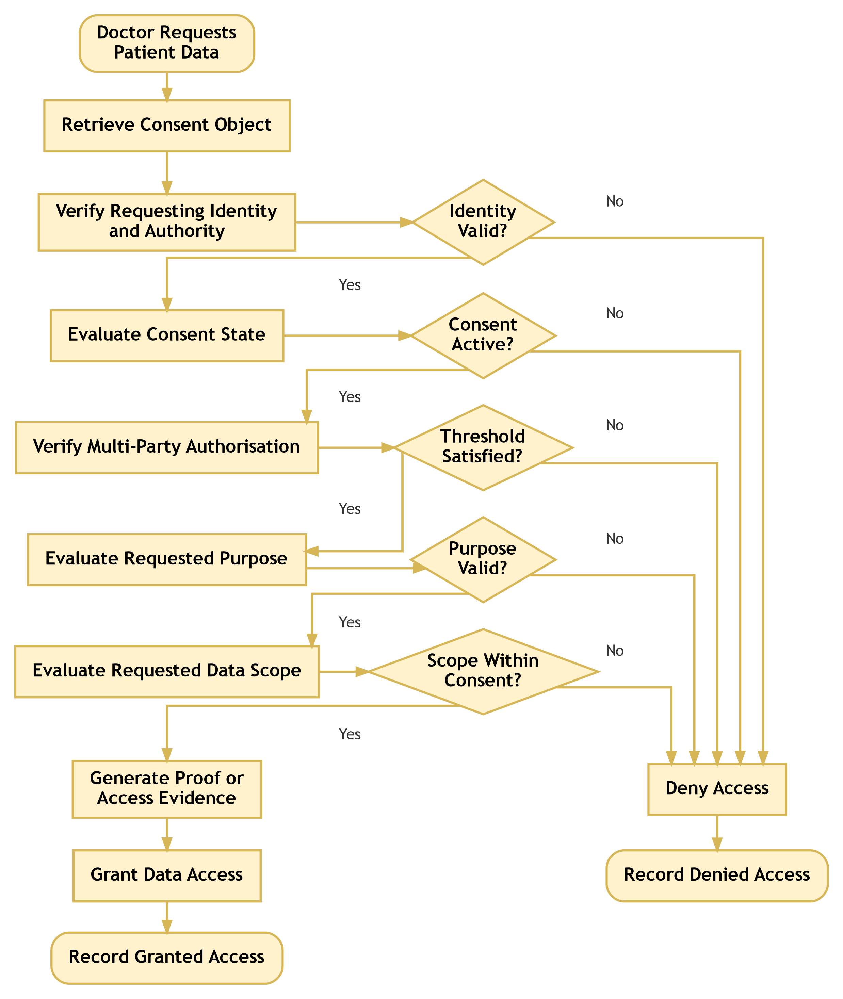 Doctor Requests
Patient Data
Retrieve Consent Object
Verify Requesting Identity
and Authority
Identity
Valid?
No
Yes
Evaluate Consent State
Consent
Active?
No
Yes
Verify Multi-Party Authorisation
Threshold
Satisfied?
No
Yes
Evaluate Requested Purpose
Purpose
Valid?
No
Yes
Evaluate Requested Data Scope
Scope Within
Consent?
No
Yes
Generate Proof or
Access Evidence
Deny Access
Grant Data Access
Record Denied Access
Record Granted Access